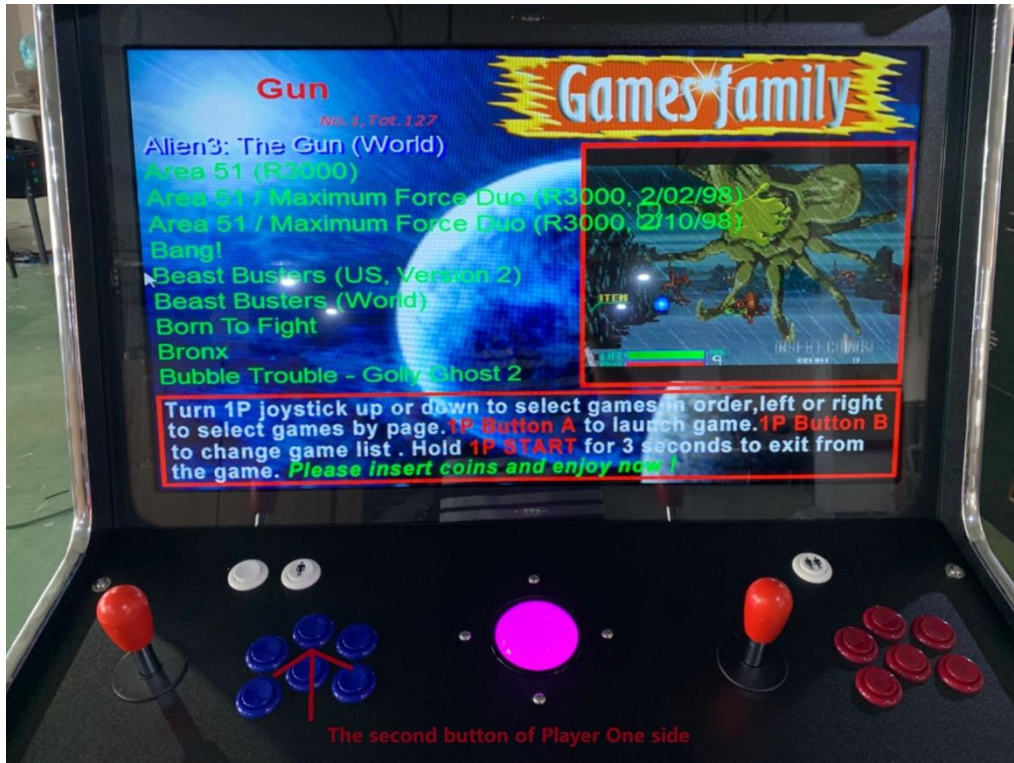 Gun
Games family
No.1,Tot.127
Alien3: The Gun (World)
Area 51 (R3000)
Area 51 / Maximum Force Duo (R3000, 2/02/98)
Area 51 / Maximum Force Duo (R3000, 2/10/98)
Bang!
Beast Busters (US, Version 2)
Beast Busters (World)
Born To Fight
Bronx
Bubble Trouble - Golly Ghost 2
ITEM
LIFE
INSERT COIN(S)
CREDIT 0
Turn 1P joystick up or down to select games in order,left or right
to select games by page.1P Button A to launch game.1P Button B
to change game list . Hold 1P START for 3 seconds to exit from
the game. Please insert coins and enjoy now !
The second button of Player One side